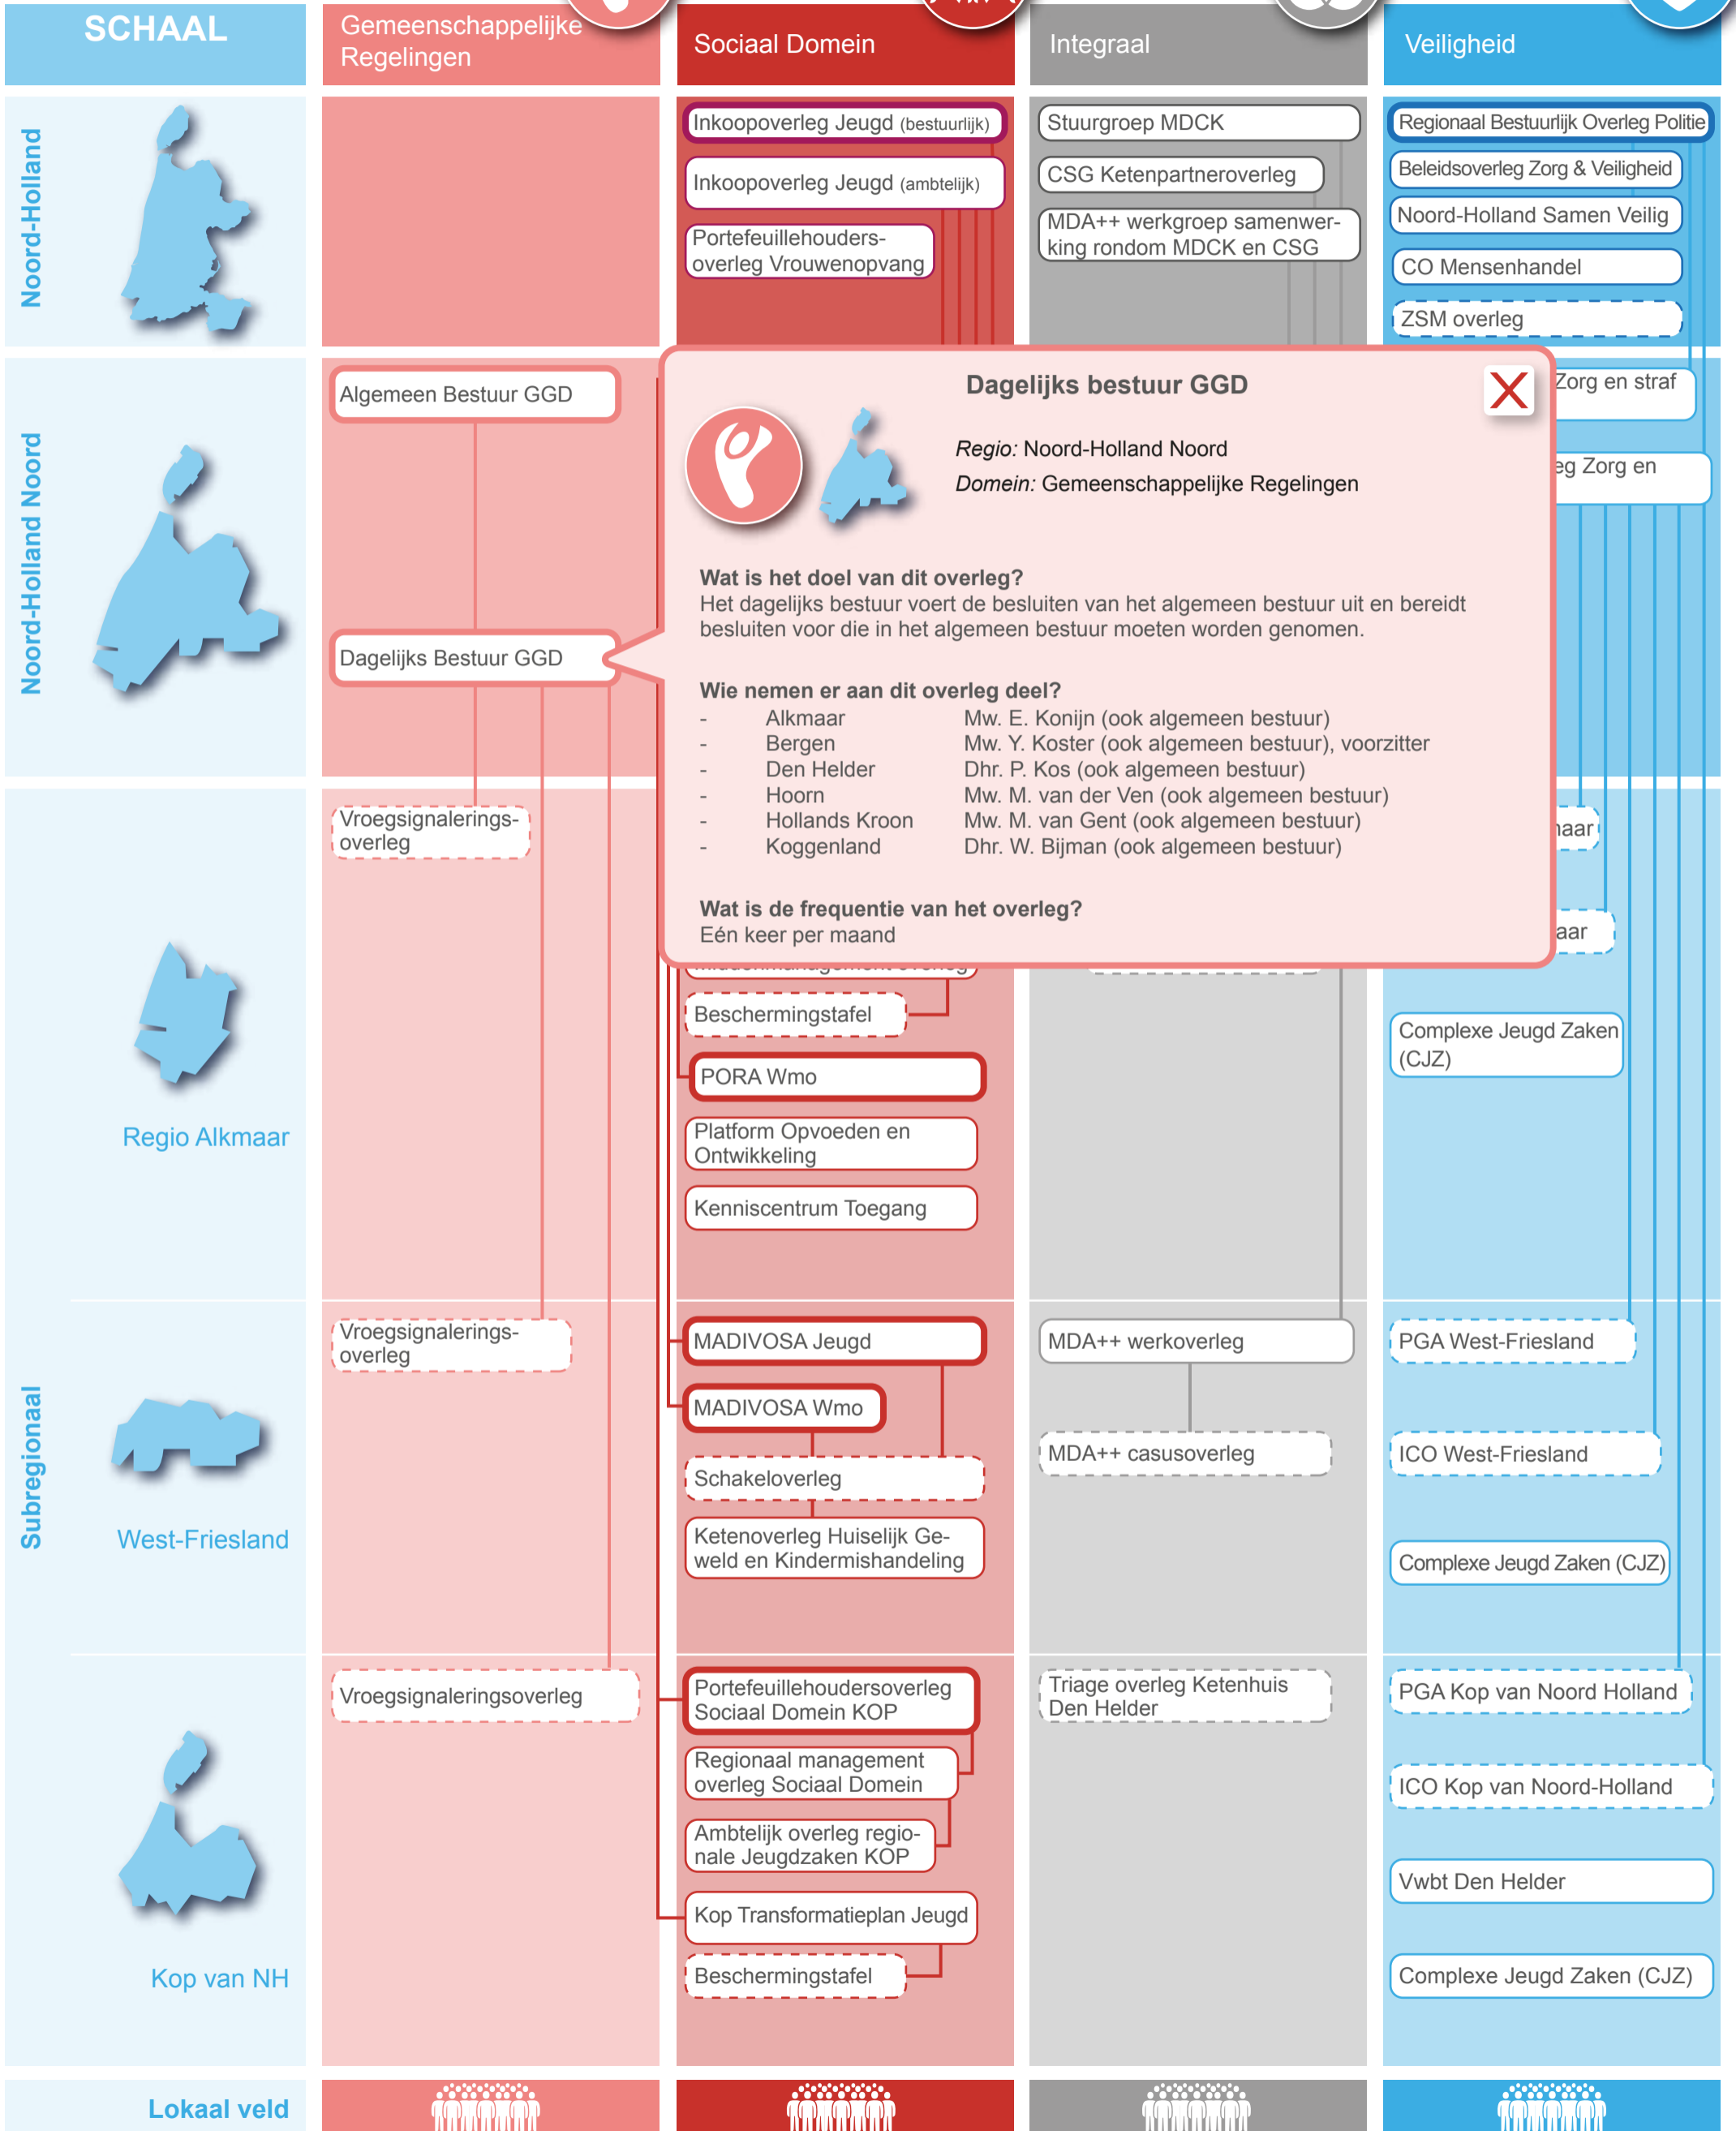 SCHAAL
Gemeenschappelijke
Regelingen
Sociaal Domein
Integraal
Veiligheid
Noord-Holland
Inkoopoverleg Jeugd (bestuurlijk)
Inkoopoverleg Jeugd (ambtelijk)
Portefeuillehouders-
overleg Vrouwenopvang
Stuurgroep MDCK
CSG Ketenpartneroverleg
MDA++ werkgroep samenwer-
king rondom MDCK en CSG
Regionaal Bestuurlijk Overleg Politie
Beleidsoverleg Zorg & Veiligheid
Noord-Holland Samen Veilig
CO Mensenhandel
ZSM overleg
Noord-Holland Noord
Algemeen Bestuur GGD
Dagelijks Bestuur GGD
Zorg en straf
Zorg en
Dagelijks bestuur GGD
X
Regio: Noord-Holland Noord
Domein: Gemeenschappelijke Regelingen
Wat is het doel van dit overleg?
Het dagelijks bestuur voert de besluiten van het algemeen bestuur uit en bereidt
besluiten voor die in het algemeen bestuur moeten worden genomen.
Wie nemen er aan dit overleg deel?
- Alkmaar Mw. E. Konijn (ook algemeen bestuur)
- Bergen Mw. Y. Koster (ook algemeen bestuur), voorzitter
- Den Helder Dhr. P. Kos (ook algemeen bestuur)
- Hoorn Mw. M. van der Ven (ook algemeen bestuur)
- Hollands Kroon Mw. M. van Gent (ook algemeen bestuur)
- Koggenland Dhr. W. Bijman (ook algemeen bestuur)
Wat is de frequentie van het overleg?
Eén keer per maand
Subregionaal
Regio Alkmaar
Vroegsignalerings-
overleg
Beschermingstafel
PORA Wmo
Platform Opvoeden en
Ontwikkeling
Kenniscentrum Toegang
Complexe Jeugd Zaken
(CJZ)
West-Friesland
Vroegsignalerings-
overleg
MADIVOSA Jeugd
MADIVOSA Wmo
Schakeloverleg
Ketenoverleg Huiselijk Ge-
weld en Kindermishandeling
MDA++ werkoverleg
MDA++ casusoverleg
PGA West-Friesland
ICO West-Friesland
Complexe Jeugd Zaken (CJZ)
Kop van NH
Vroegsignaleringsoverleg
Portefeuillehoudersoverleg
Sociaal Domein KOP
Regionaal management
overleg Sociaal Domein
Ambtelijk overleg regio-
nale Jeugdzaken KOP
Kop Transformatieplan Jeugd
Beschermingstafel
Triage overleg Ketenhuis
Den Helder
PGA Kop van Noord Holland
ICO Kop van Noord-Holland
Vwbt Den Helder
Complexe Jeugd Zaken (CJZ)
Lokaal veld